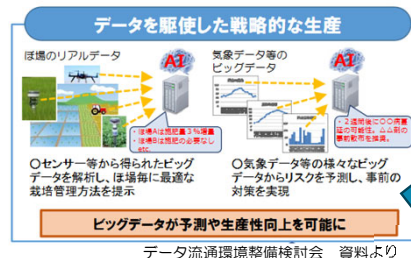 データを駆使した戦略的な生産
ほ場のリアルデータ
AI
・ほ場Aは施肥量3%増量
・ほ場Bは施肥の必要なし
etc
〇センサー等から得られたビッグ
データを解析し、ほ場毎に最適な
栽培管理方法を提示
気象データ等の
ビッグデータ
AI
・2週間後に〇〇病蔓
延の可能性。△△剤の
事前散布を推奨。
〇気象データ等の様々なビッグ
データからリスクを予測し、事前の
対策を実現
ビッグデータが予測や生産性向上を可能に
データ流通環境整備検討会 資料より